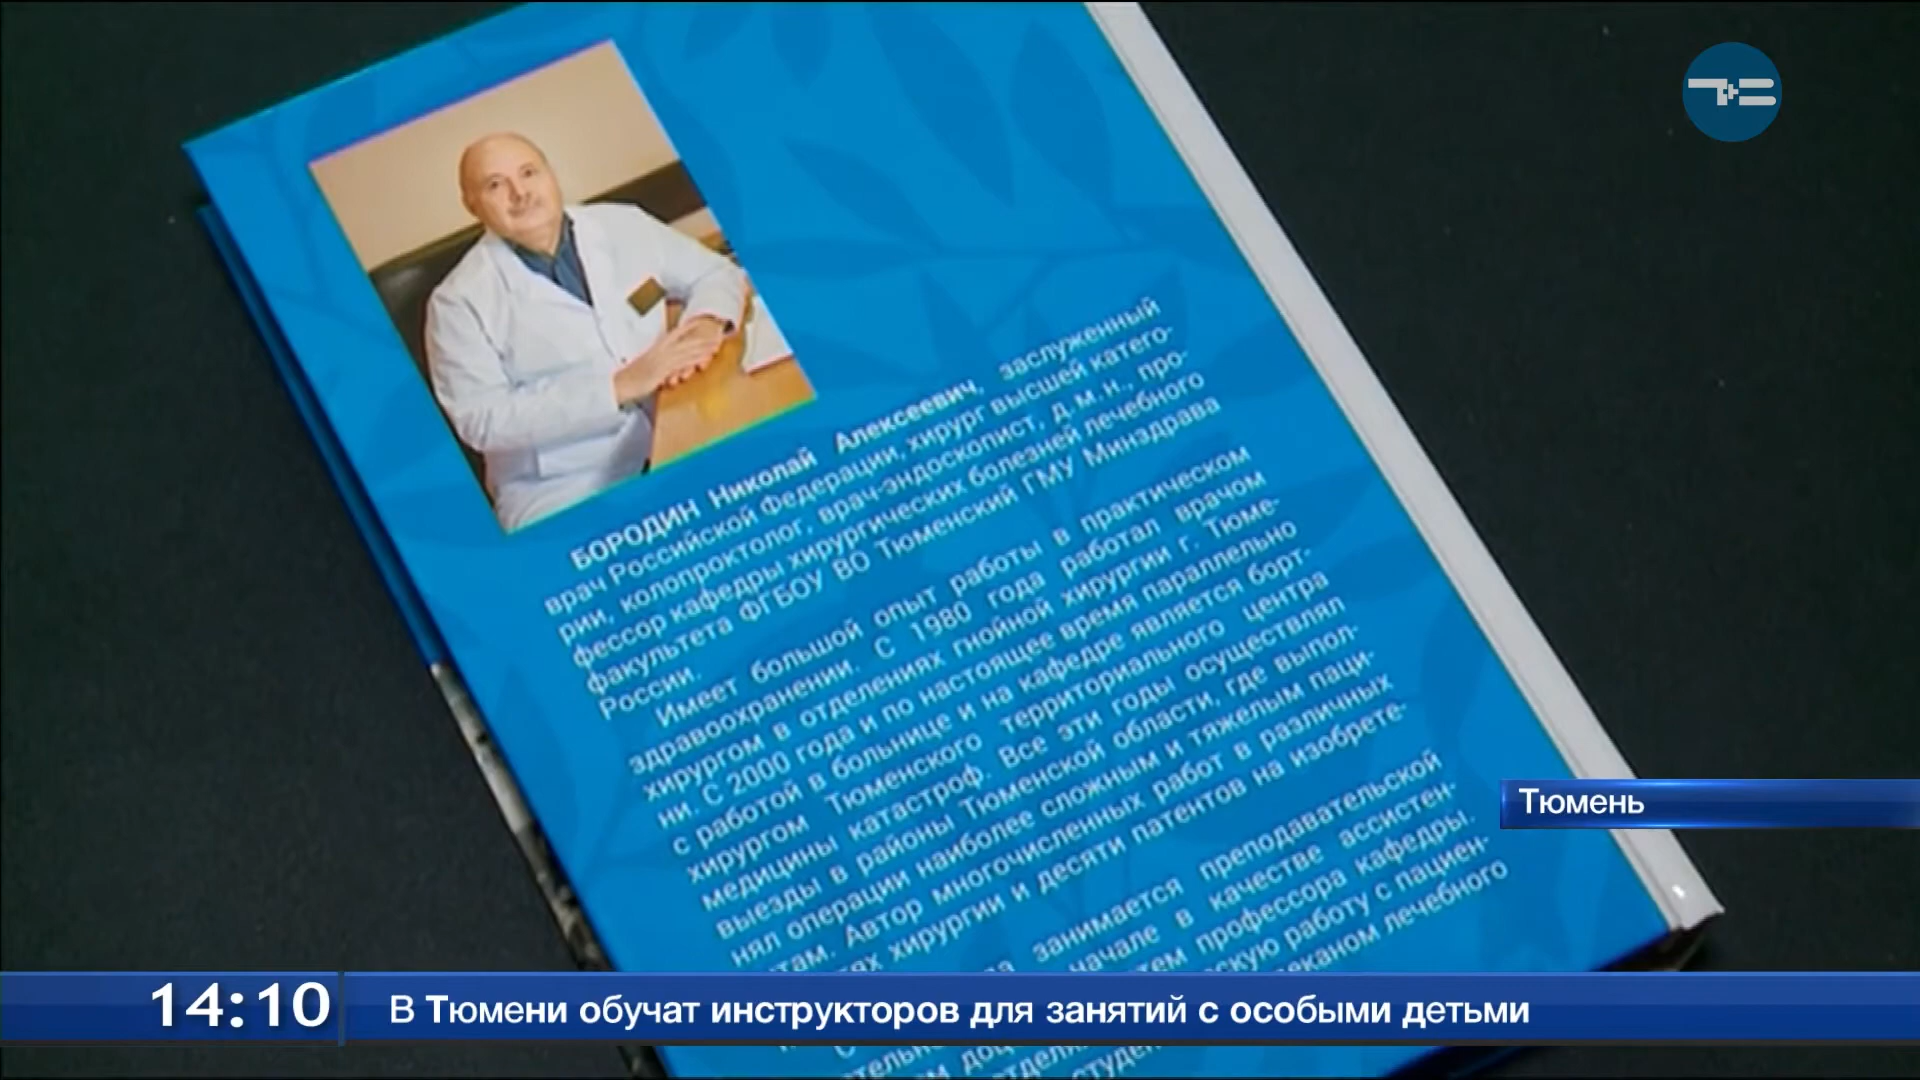 БОРОДИН Николай Алексеевич, заслуженный
врач Российской Федерации, хирург высшей катего-
рии, колопроктолог, врач-эндоскопист, д. м. н., про-
фессор кафедры хирургических болезней лечебного
факультета ФГБОУ ВО Тюменский ГМУ Минздрава
России.
Имеет большой опыт работы в практическом
здравоохранении. С 1980 года работал врачом
хирургом в отделениях гнойной хирургии г. Тюме-
ни. С 2000 года и по настоящее время параллельно
с работой в больнице и на кафедре является борт-
хирургом Тюменского территориального центра
медицины катастроф. Все эти годы осуществлял
выезды в районы Тюменской области, где выпол-
нял операции наиболее сложным и тяжелым паци-
там. Автор многочисленных работ в различных
тях хирургии и десяти патентов на изобрете-
занимается преподавательской
начале в качестве ассистен-
тем профессора кафедры.
скую работу с пациен-
еканом лечебного
Тюмень
14:10
В Тюмени обучат инструкторов для занятий с особыми детьми